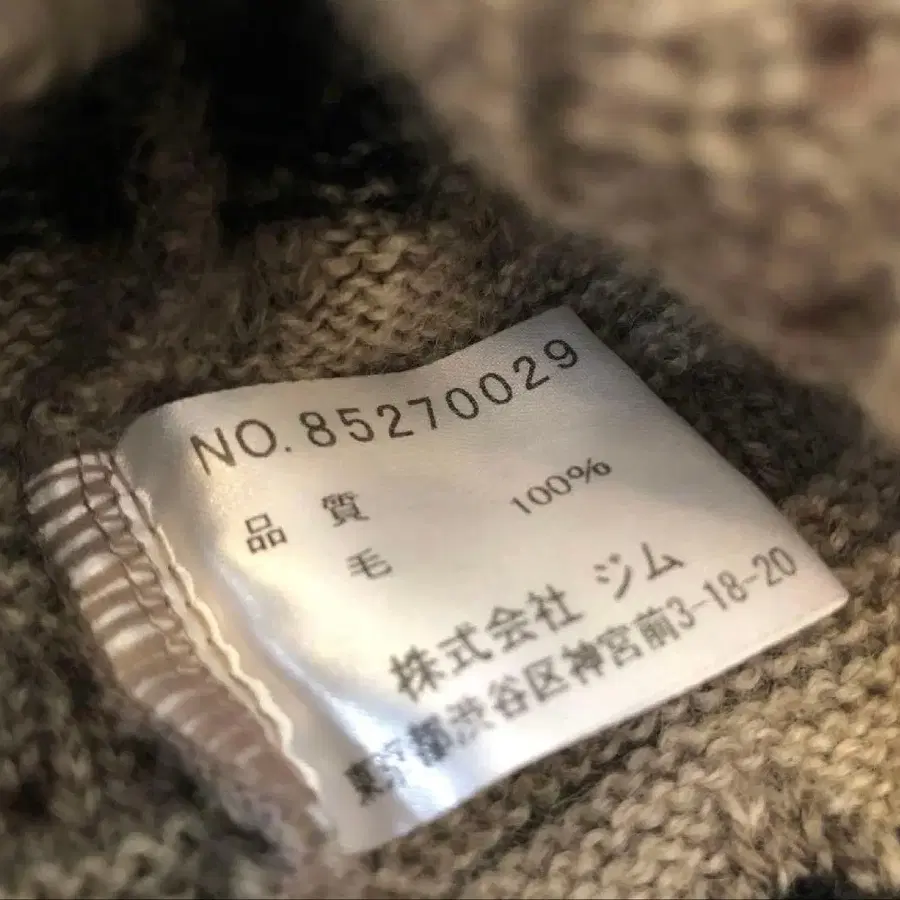 NO. 85270029
品 質
毛 100%
株式会社 ジム
東京都渋谷区神宮前3-18-20